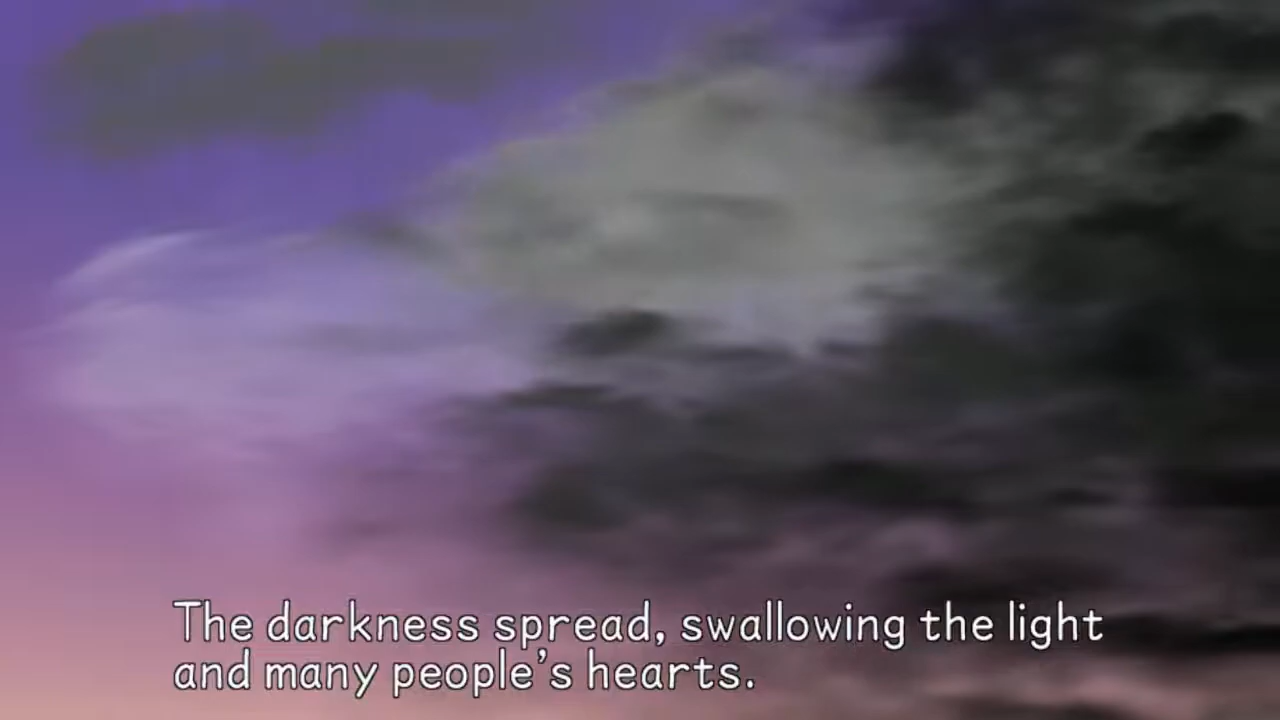 The darkness spread, swallowing the light
and many people's hearts.